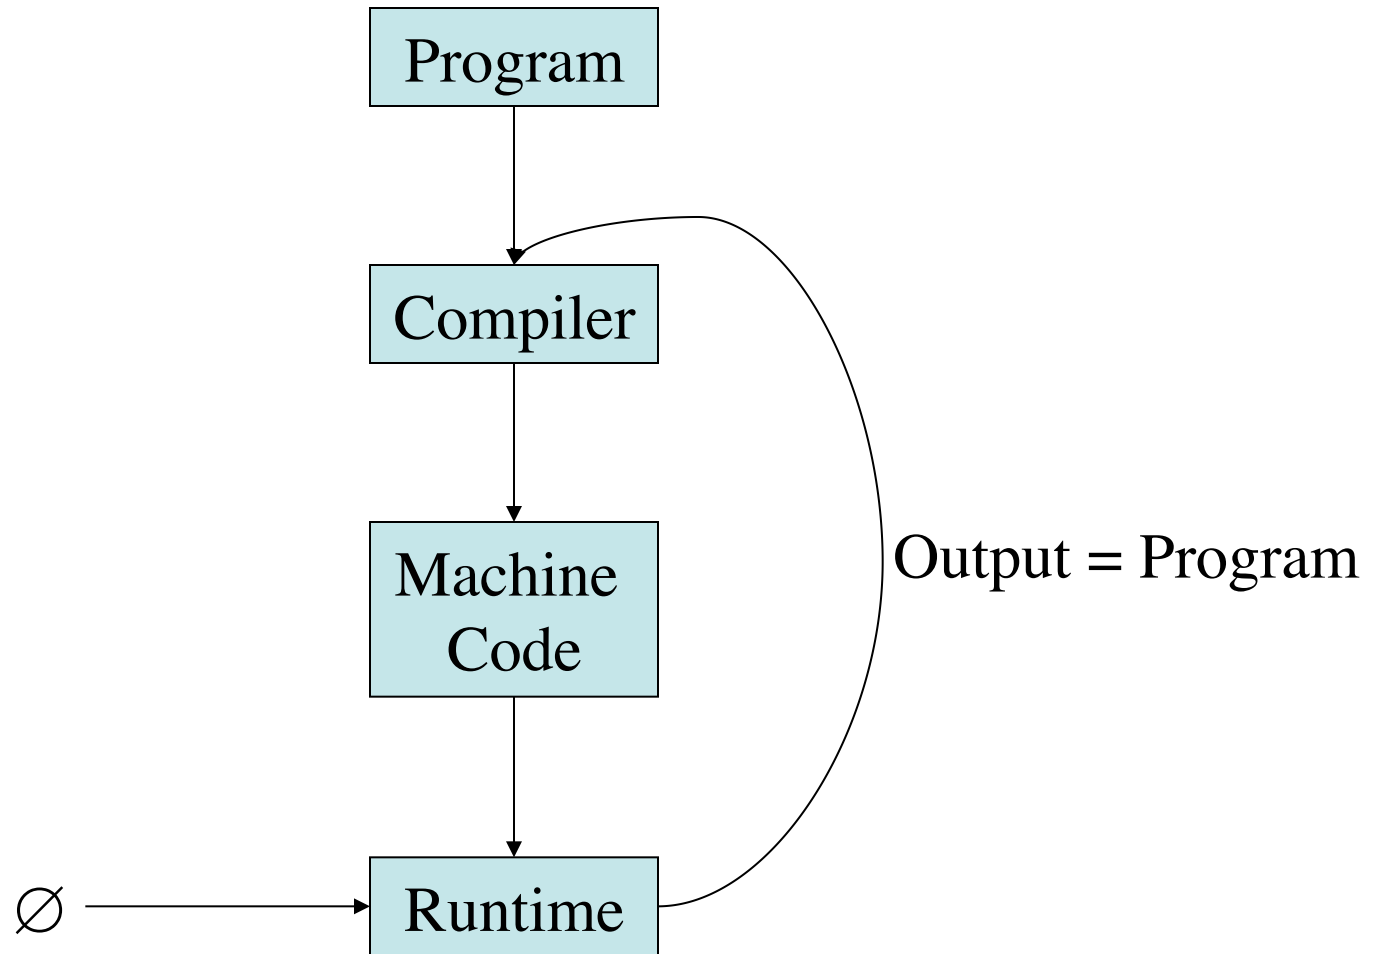 Program
Compiler
Machine
Code
Output = Program
∅
Runtime